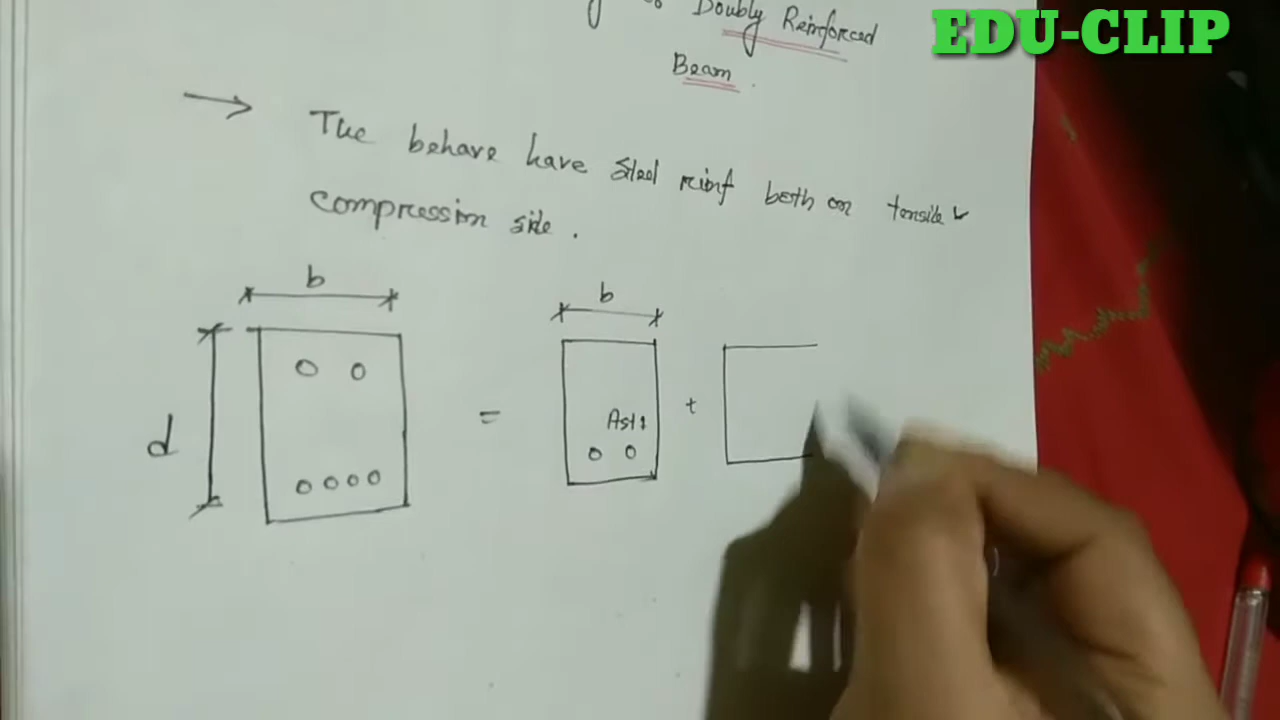 EDU-CLIP
Doubly Reinforced
Beam.
The behave have steel reinf both on tensile
compression side.
b
b
d
=
Ast1
+